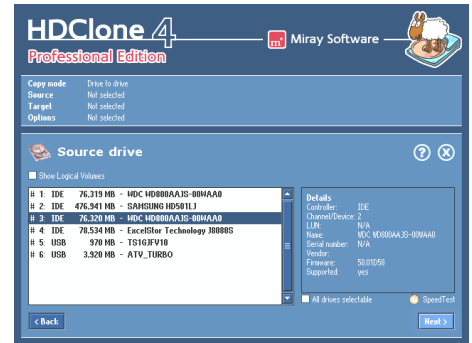 HDClone 4
Professional Edition
Miray Software
Copy mode Drive to drive
Source Not selected
Target Not selected
Options Not selected
Source drive
Show Logical Volumes
# 1: IDE 76,319 MB - WDC WD800AAJS-00WAA0
# 2: IDE 476,941 MB - SAMSUNG HD501LJ
# 3: IDE 76,320 MB - WDC WD800AAJS-00WAA0
# 4: IDE 78,534 MB - ExcelStor Technology J8080S
# 5: USB 970 MB - TS1GJFV10
# 6: USB 3,920 MB - ATV_TURBO
Details
Controller: IDE
Channel/Device: 2
LUN: N/A
Name: WDC WD800AAJS-00WAA0
Serial number: N/A
Vendor:
Firmware: 58.01D58
Supported: yes
All drives selectable
SpeedTest
< Back
Next >